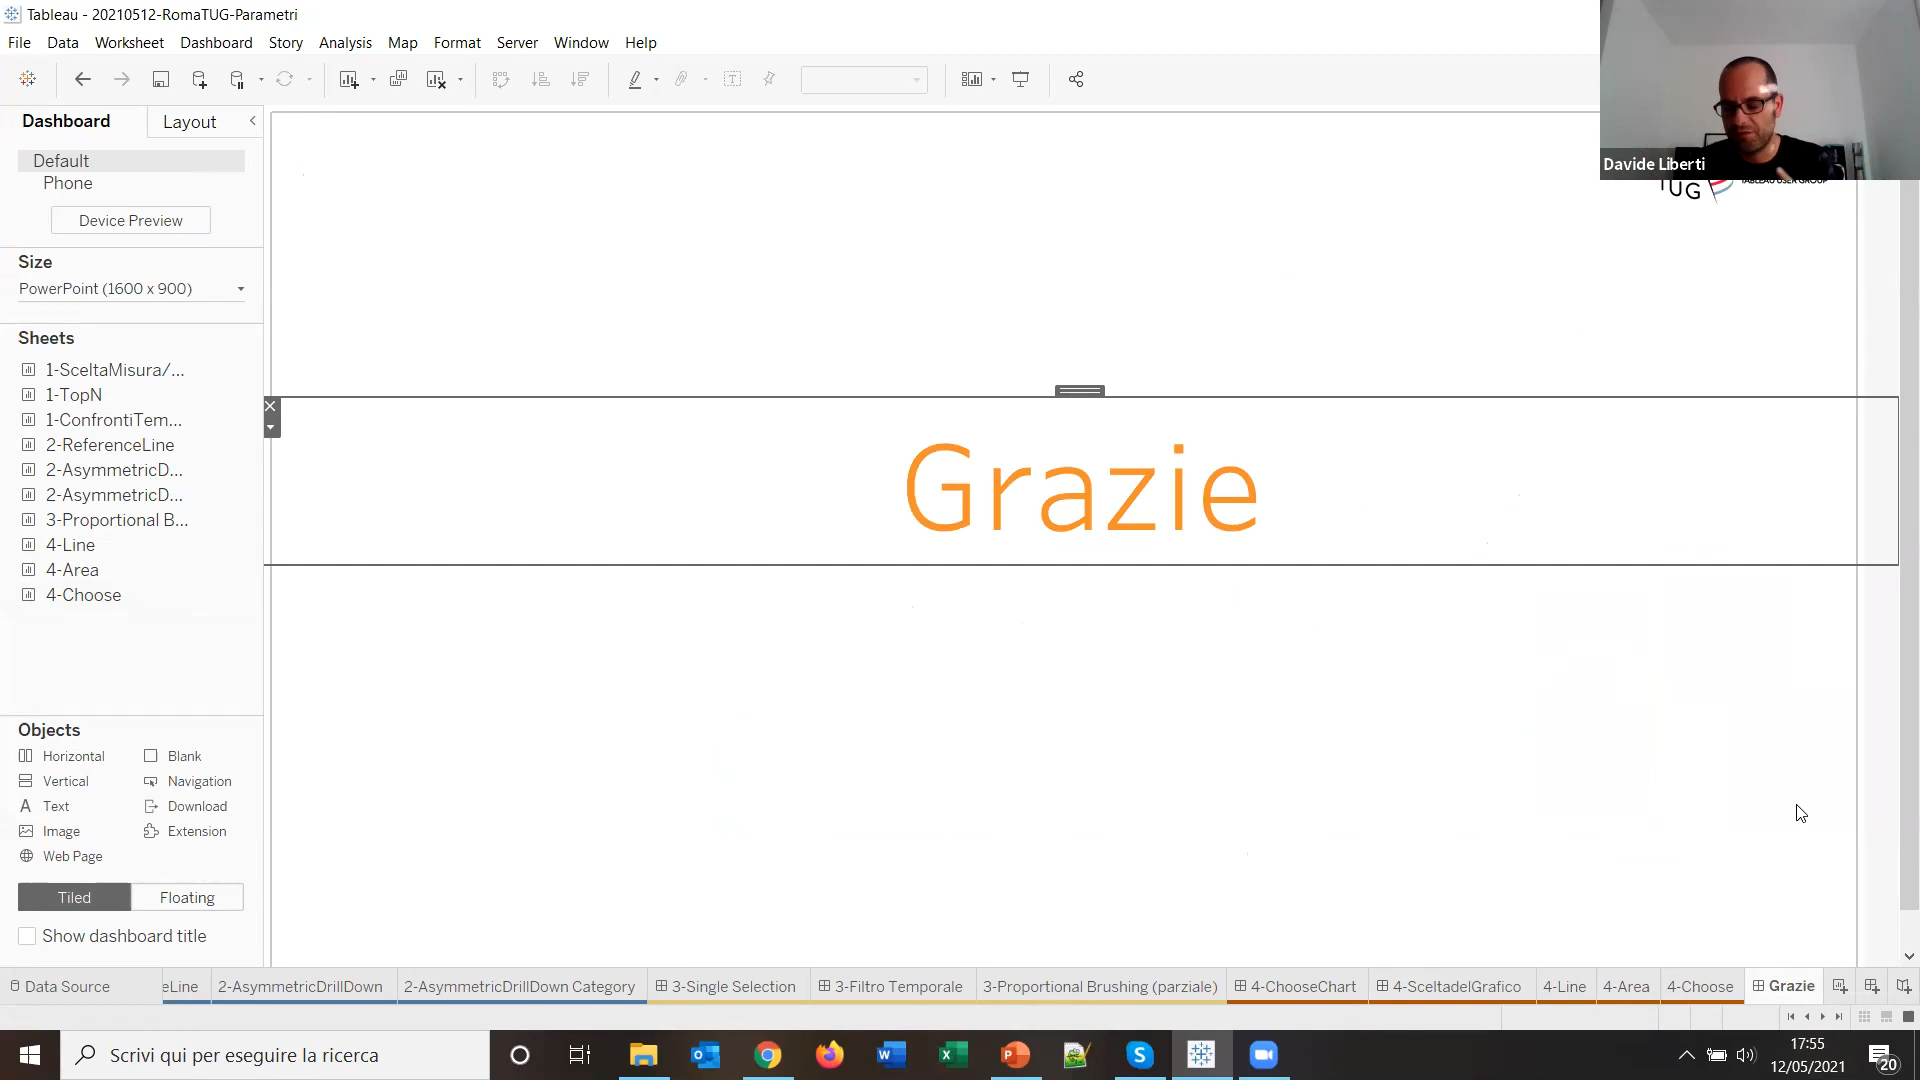 Tableau - 20210512-RomaTUG-Parametri
File Data Worksheet Dashboard Story Analysis Map Format Server Window Help
Dashboard Layout
Default
Phone
Device Preview
Size
PowerPoint (1600 x 900)
Sheets
1-SceltaMisura/...
1-TopN
1-ConfrontiTem...
2-ReferenceLine
2-AsymmetricD...
2-AsymmetricD...
3-Proportional B...
4-Line
4-Area
4-Choose
Objects
Horizontal Blank
Vertical Navigation
Text Download
Image Extension
Web Page
Tiled Floating
Show dashboard title
Davide Liberti
TUG TABLEAU USER GROUP
Grazie
Data Source eLine 2-AsymmetricDrillDown 2-AsymmetricDrillDown Category 3-Single Selection 3-Filtro Temporale 3-Proportional Brushing (parziale) 4-ChooseChart 4-SceltadelGrafico 4-Line 4-Area 4-Choose Grazie
Scrivi qui per eseguire la ricerca
17:55
12/05/2021
20